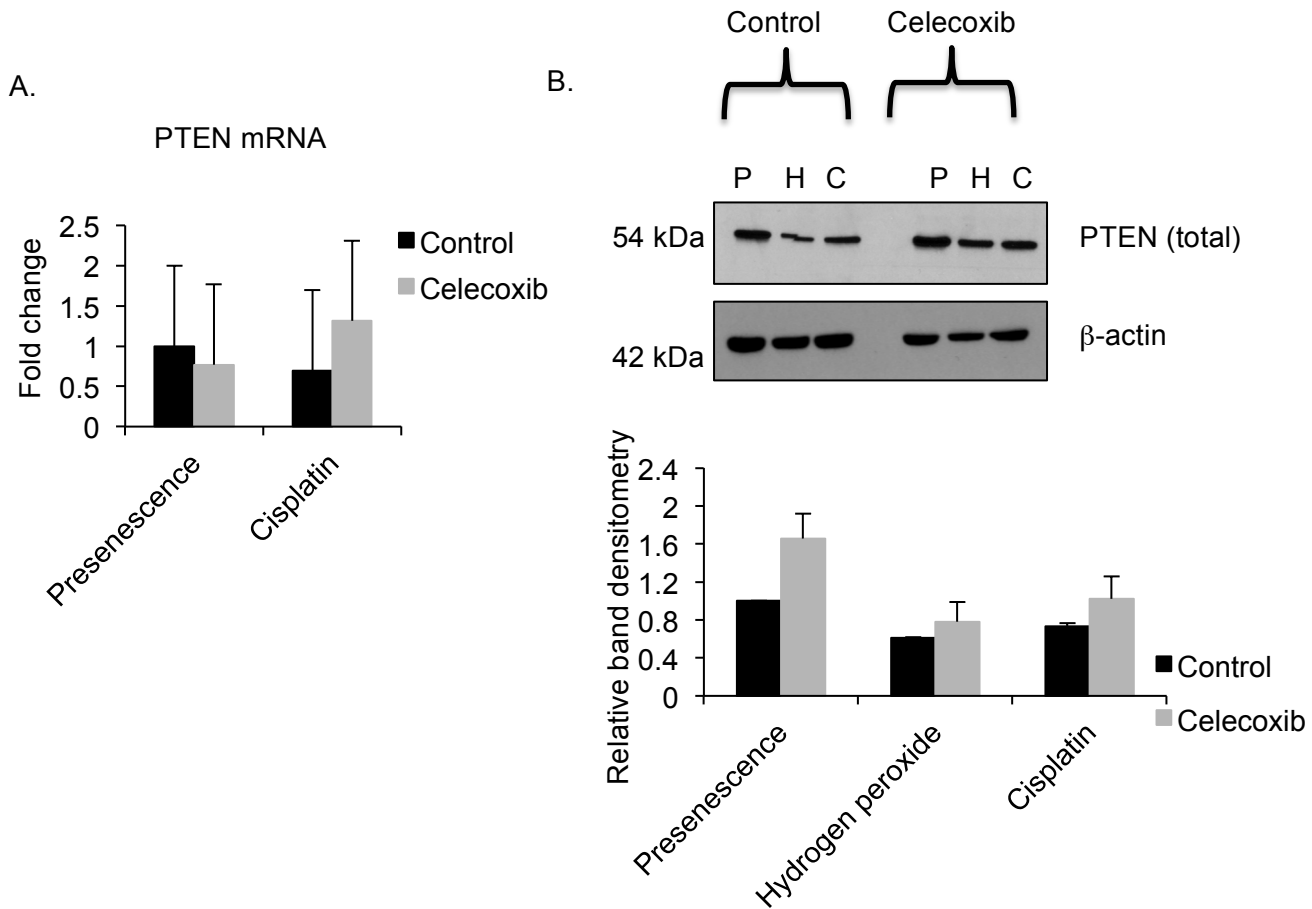 A.
PTEN mRNA
Fold change
2.5
2
1.5
1
0.5
0
Control
Celecoxib
Presenescence
Cisplatin
B.
Control Celecoxib
P H C P H C
54 kDa PTEN (total)
42 kDa β-actin
Relative band densitometry
2.4
2
1.6
1.2
0.8
0.4
0
Control
Celecoxib
Presenescence
Hydrogen peroxide
Cisplatin